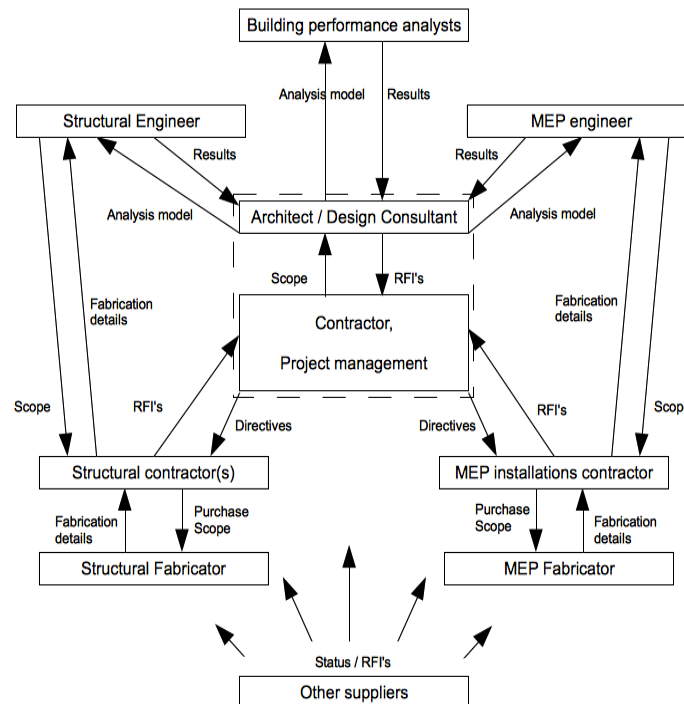 Building performance analysts
Analysis model
Results
Structural Engineer
MEP engineer
Results
Results
Analysis model
Architect / Design Consultant
Analysis model
Scope
RFI's
Fabrication
details
Fabrication
details
Contractor,
Project management
Scope
RFI's
RFI's
Scop
Directives
Directives
Structural contractor(s)
MEP installations contractor
Fabrication
details
Purchase
Scope
Purchase
Scope
Fabrication
details
Structural Fabricator
MEP Fabricator
Status / RFI's
Other suppliers